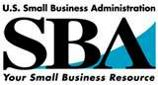 U.S. Small Business Administration
SBA
Your Small Business Resource